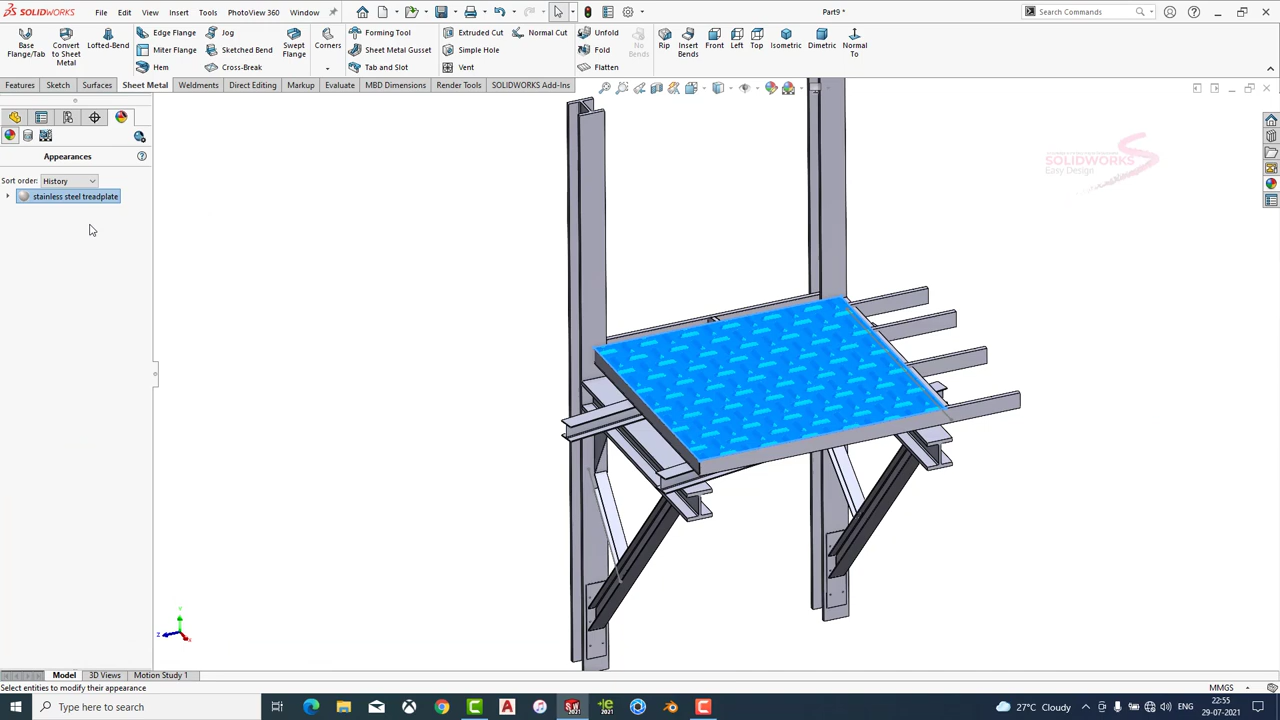 SOLIDWORKS
File
Edit
View
Insert
Tools
PhotoView 360
Window
Part9 *
Search Commands
Base Flange/Tab
Convert to Sheet Metal
Lofted-Bend
Edge Flange
Miter Flange
Hem
Jog
Sketched Bend
Cross-Break
Swept Flange
Corners
Forming Tool
Sheet Metal Gusset
Tab and Slot
Extruded Cut
Simple Hole
Vent
Normal Cut
Unfold
Fold
Flatten
No Bends
Rip
Insert Bends
Front
Left
Top
Isometric
Dimetric
Normal To
Features
Sketch
Surfaces
Sheet Metal
Weldments
Direct Editing
Markup
Evaluate
MBD Dimensions
Render Tools
SOLIDWORKS Add-Ins
Appearances
Sort order:
History
stainless steel treadplate
SOLIDWORKS
Easy Design
Model
3D Views
Motion Study 1
Select entities to modify their appearance
MMGS
Type here to search
27°C Cloudy
ENG
22:55
29-07-2021